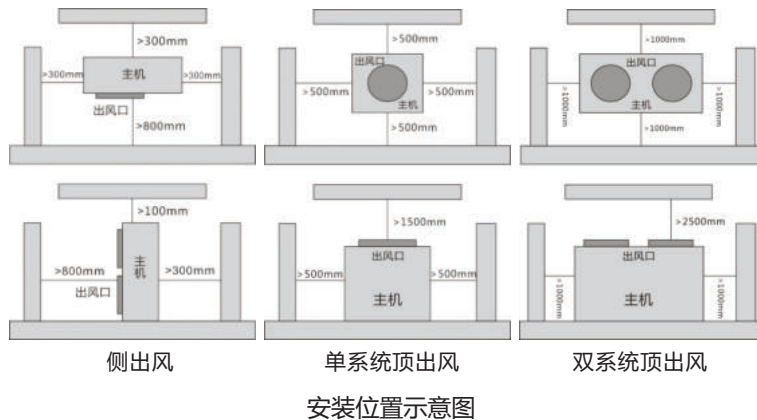 >300mm
>300mm
主机
>300mm
出风口
>800mm
>500mm
出风口
>500mm
>500mm
主机
>500mm
>1000mm
出风口
>1000mm
主机
>1000mm
>1000mm
>100mm
主机
>800mm
>300mm
出风口
>1500mm
出风口
>500mm
>500mm
主机
>2500mm
出风口
>1000mm
主机
>1000mm
侧出风
单系统顶出风
双系统顶出风
安装位置示意图